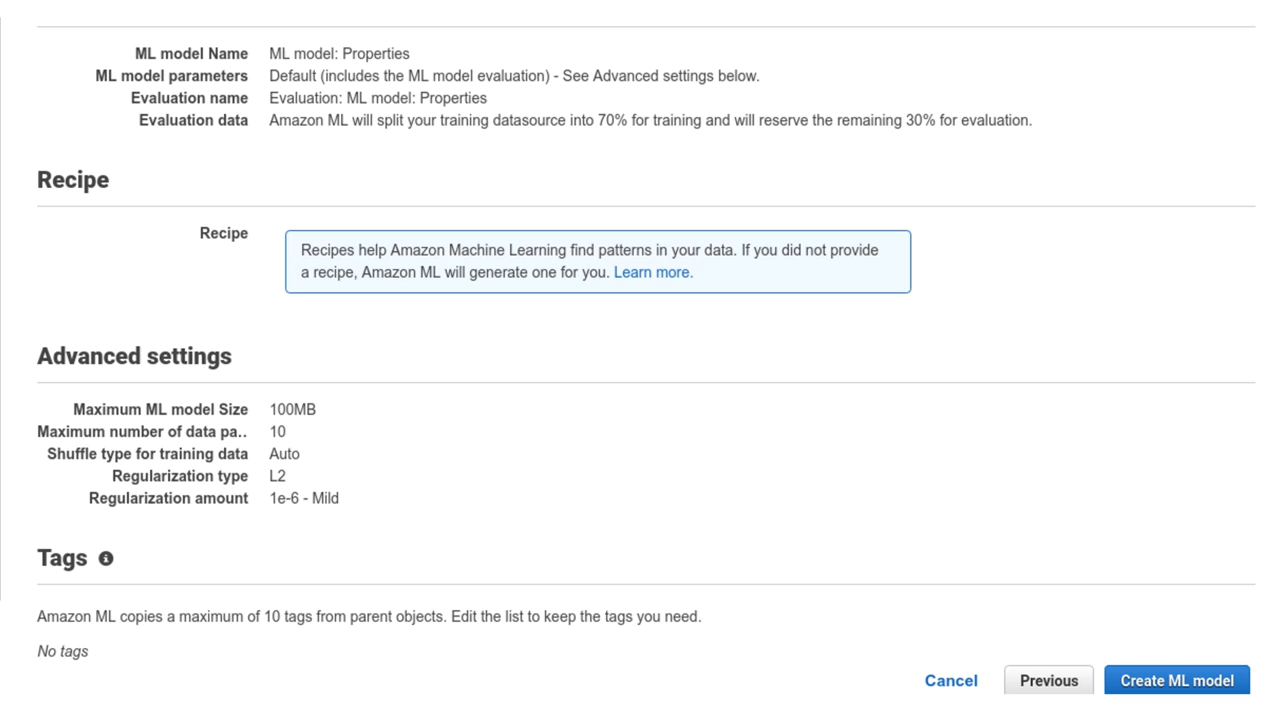 ML model Name ML model: Properties
ML model parameters Default (includes the ML model evaluation) - See Advanced settings below.
Evaluation name Evaluation: ML model: Properties
Evaluation data Amazon ML will split your training datasource into 70% for training and will reserve the remaining 30% for evaluation.
Recipe
Recipe
Recipes help Amazon Machine Learning find patterns in your data. If you did not provide
a recipe, Amazon ML will generate one for you. Learn more.
Advanced settings
Maximum ML model Size 100MB
Maximum number of data pa.. 10
Shuffle type for training data Auto
Regularization type L2
Regularization amount 1e-6 - Mild
Tags
Amazon ML copies a maximum of 10 tags from parent objects. Edit the list to keep the tags you need.
No tags
Cancel Previous Create ML model